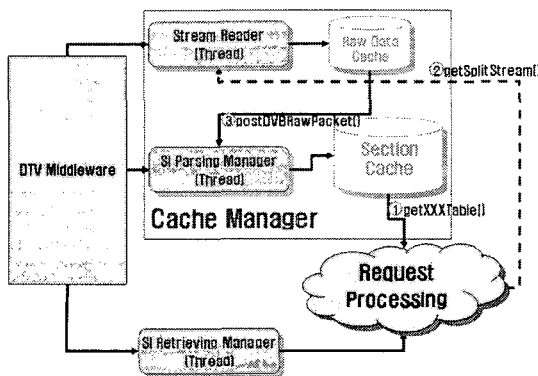 Stream Reader
(Thread)
Raw Data
Cache
②getSplitStream()
③postDVBRawPacket()
DTV Middleware
SI Parsing Manager
(Thread)
Section
Cache
Cache Manager
①getXXXTable()
Request
Processing
SI Retrieving Manager
(Thread)